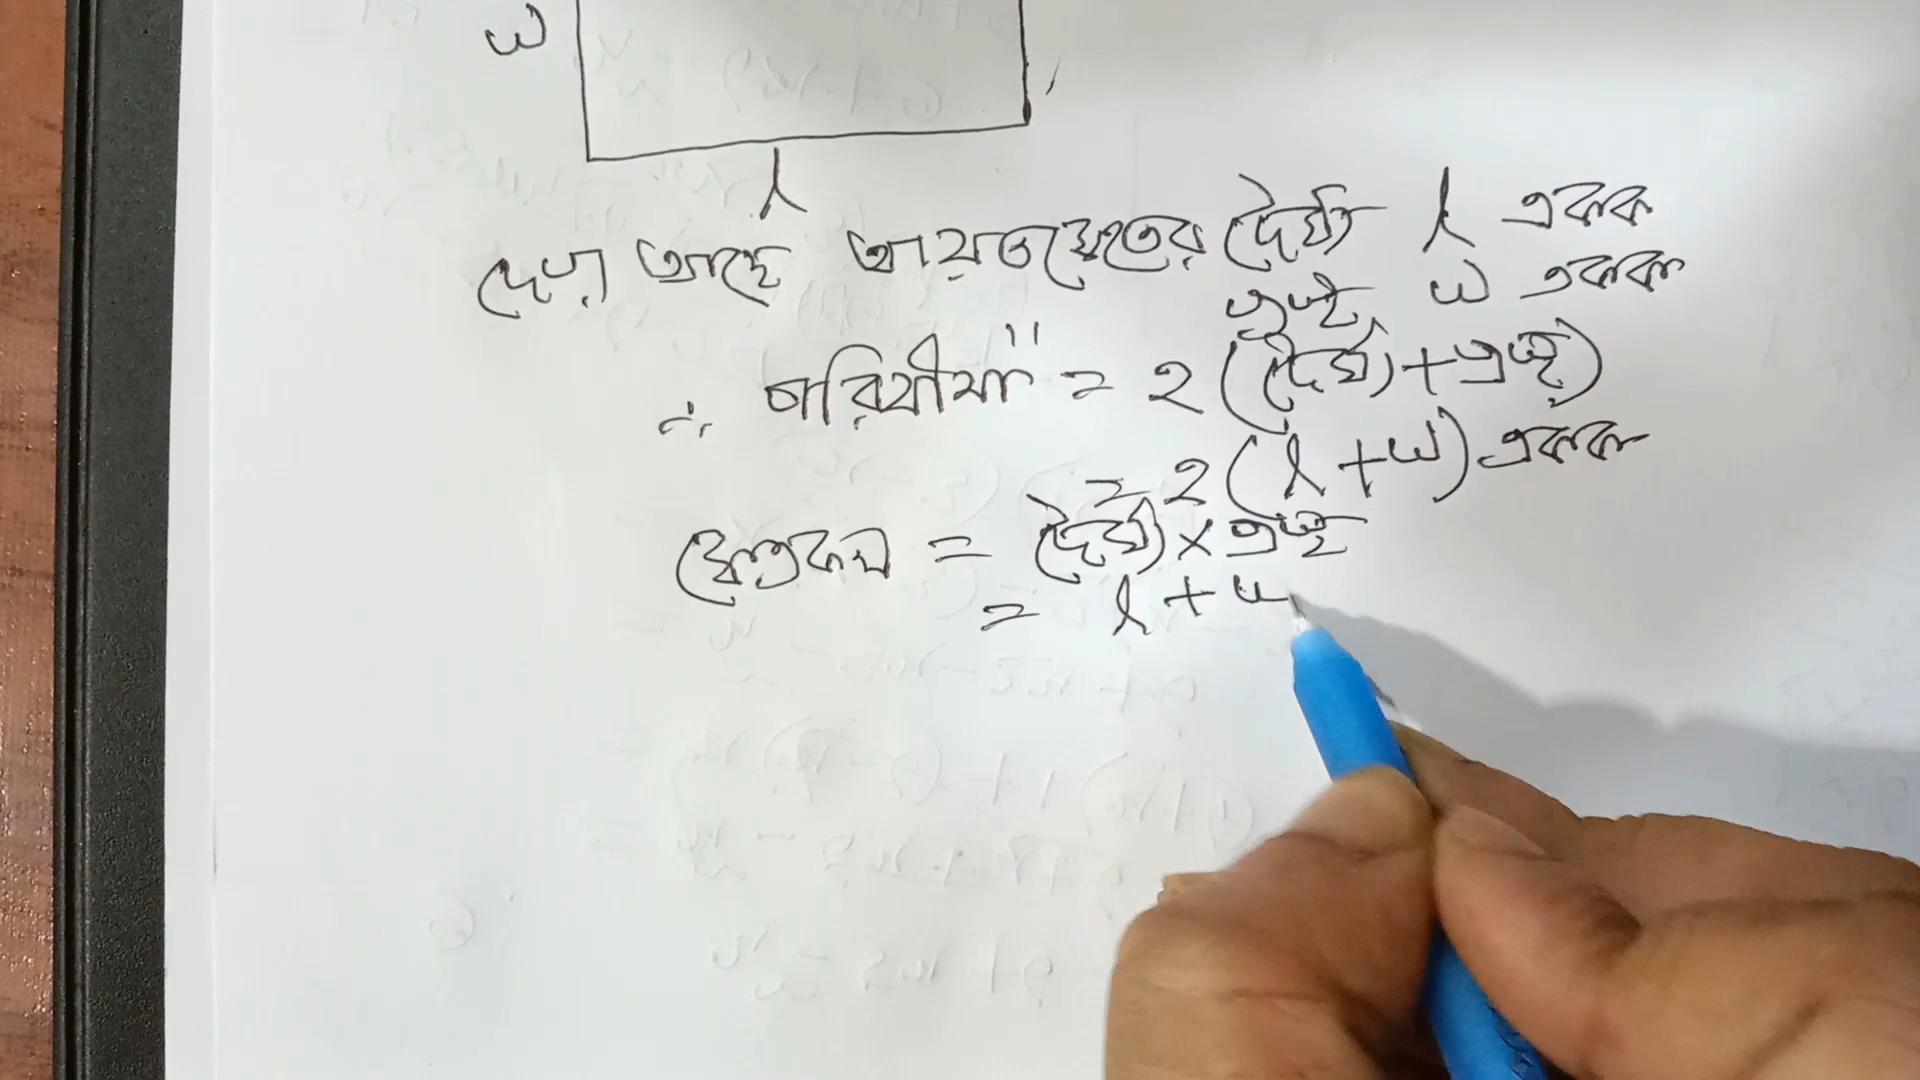 w
l
দেওয়া আছে আয়তক্ষেত্রের দৈর্ঘ্য l একক
প্রস্থ w একক
∴ পরিসীমা " = 2 (দৈর্ঘ্য + প্রস্থ)
= 2 (l + w) একক
ক্ষেত্রফল = দৈর্ঘ্য × প্রস্থ
= l + w